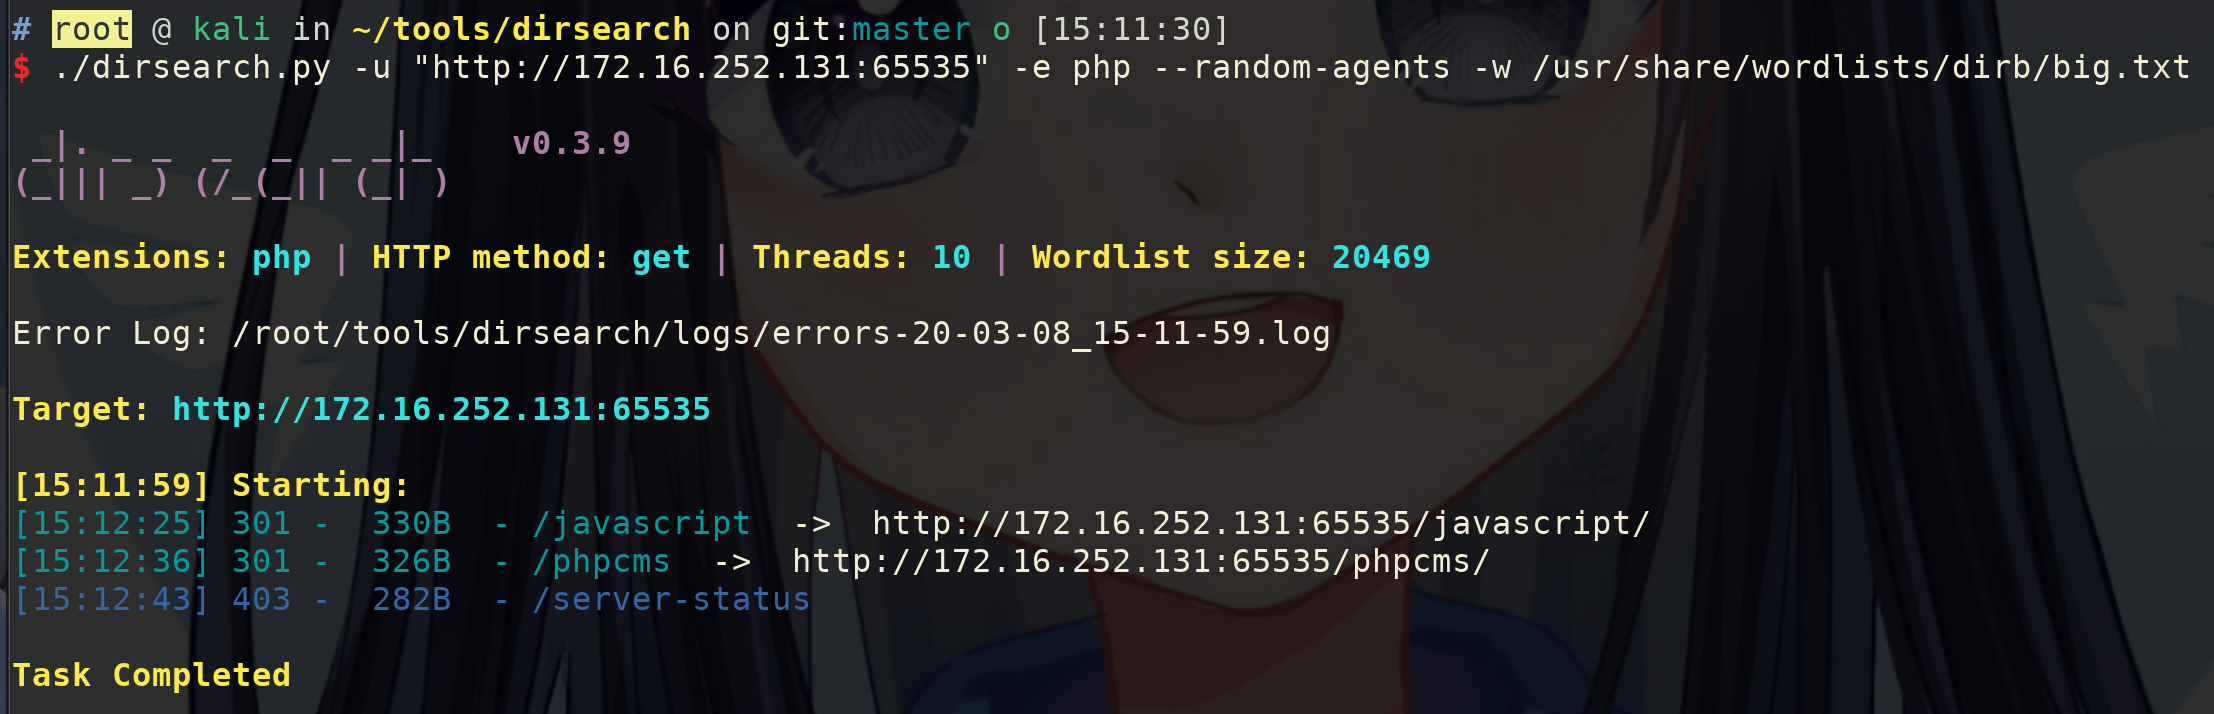 # root @ kali in ~/tools/dirsearch on git:master o [15:11:30]
$ ./dirsearch.py -u "http://172.16.252.131:65535" -e php --random-agents -w /usr/share/wordlists/dirb/big.txt
 _|. _ _  _  _  _ _|_    v0.3.9
(_||| _) (/_(_|| (_| )
Extensions: php | HTTP method: get | Threads: 10 | Wordlist size: 20469
Error Log: /root/tools/dirsearch/logs/errors-20-03-08_15-11-59.log
Target: http://172.16.252.131:65535
[15:11:59] Starting:
[15:12:25] 301 -  330B  - /javascript  ->  http://172.16.252.131:65535/javascript/
[15:12:36] 301 -  326B  - /phpcms  ->  http://172.16.252.131:65535/phpcms/
[15:12:43] 403 -  282B  - /server-status
Task Completed